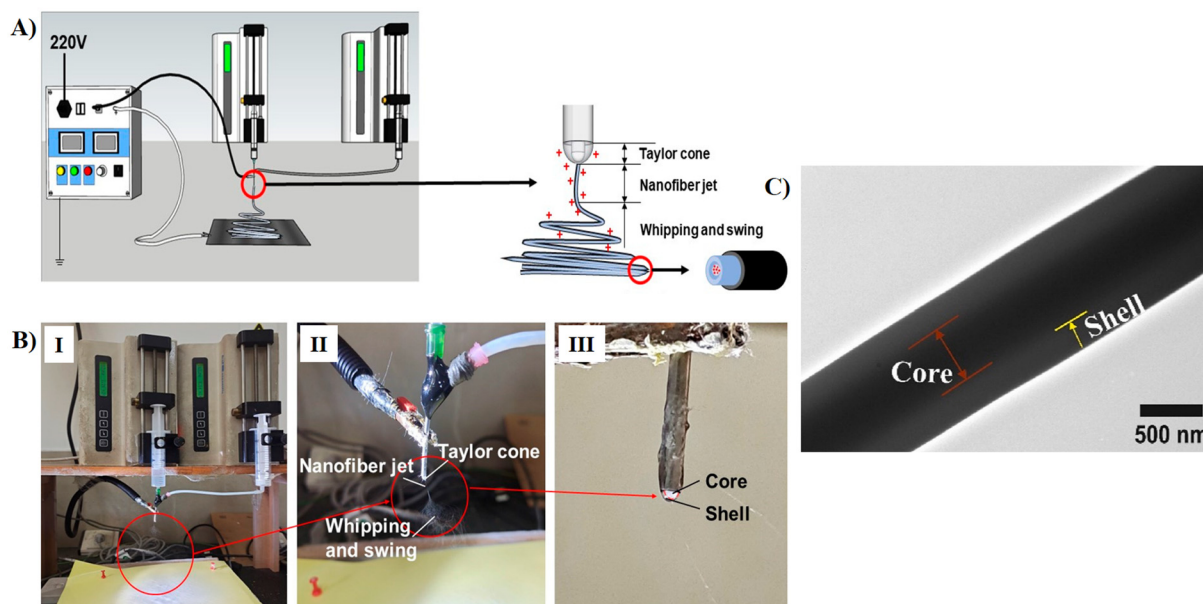 A)
220V
Taylor cone
Nanofiber jet
Whipping and swing
B)
I
II
Taylor cone
Nanofiber jet
Whipping
and swing
III
Core
Shell
C)
Core
Shell
500 nm